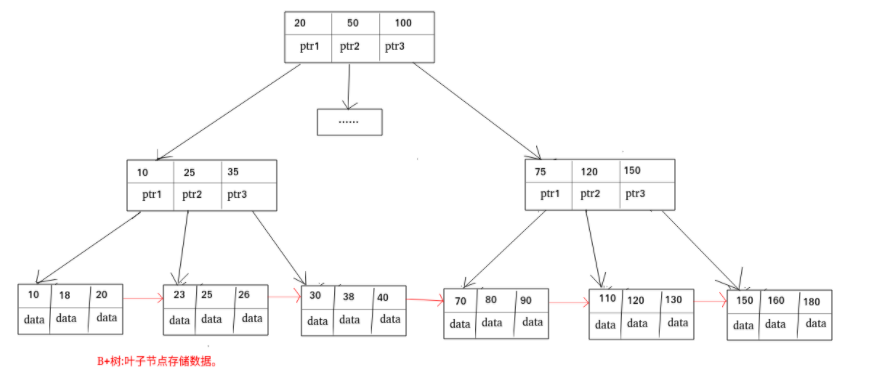 20 50 100
ptr1 ptr2 ptr3
......
10 25 35
ptr1 ptr2 ptr3
75 120 150
ptr1 ptr2 ptr3
10 18 20
data data data
23 25 26
data data data
30 38 40
data data data
70 80 90
data data data
110 120 130
data data data
150 160 180
data data data
B+树:叶子节点存储数据。